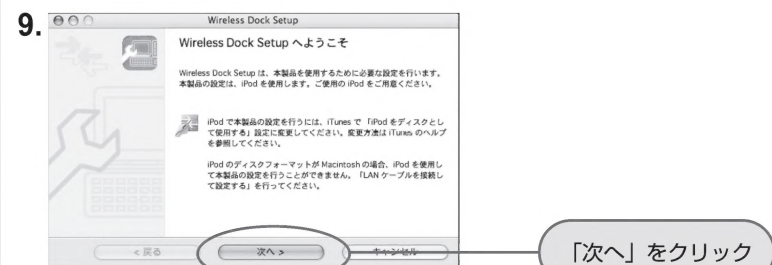 9.
Wireless Dock Setup
Wireless Dock Setup へようこそ
Wireless Dock Setup は、本製品を使用するために必要な設定を行います。
本製品の設定は、iPod を使用します。ご使用の iPod をご用意ください。
iPod で本製品の設定を行うには、iTunes で 「iPod をディスクとし
て使用する」設定に変更してください。変更方法は iTunes のヘルプ
を参照してください。
iPod のディスクフォーマットが Macintosh の場合、iPod を使用し
て本製品の設定を行うことができません。「LAN ケーブルを接続し
て設定する」を行ってください。
< 戻る
次へ >
キャンセル
「次へ」をクリック